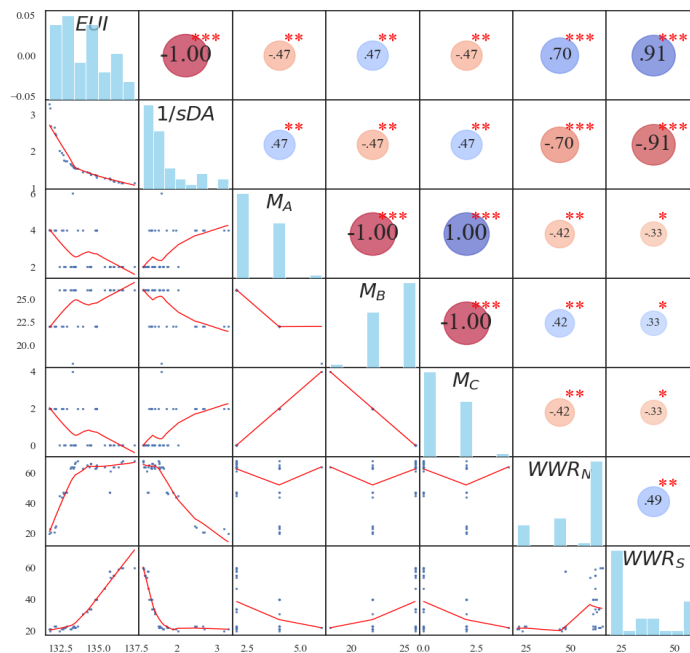 0.05 EUI *** ** ** ** *** ***
0.00 -1.00 -.47 .47 -.47 .70 .91
-0.05
3 1/sDA ** ** ** *** ***
2 .47 -.47 .47 -.70 -.91
1
6 M_A *** *** ** *
4 -1.00 1.00 -.42 -.33
2
M_B *** ** *
25.0 -1.00 .42 .33
22.5
20.0
4 M_C ** *
2 -.42 -.33
0
60 WWR_N **
40 .49
20
60 WWR_S
40
20
132.5 135.0 137.5 2 3 2.5 5.0 20 25 0.0 2.5 25 50 25 50